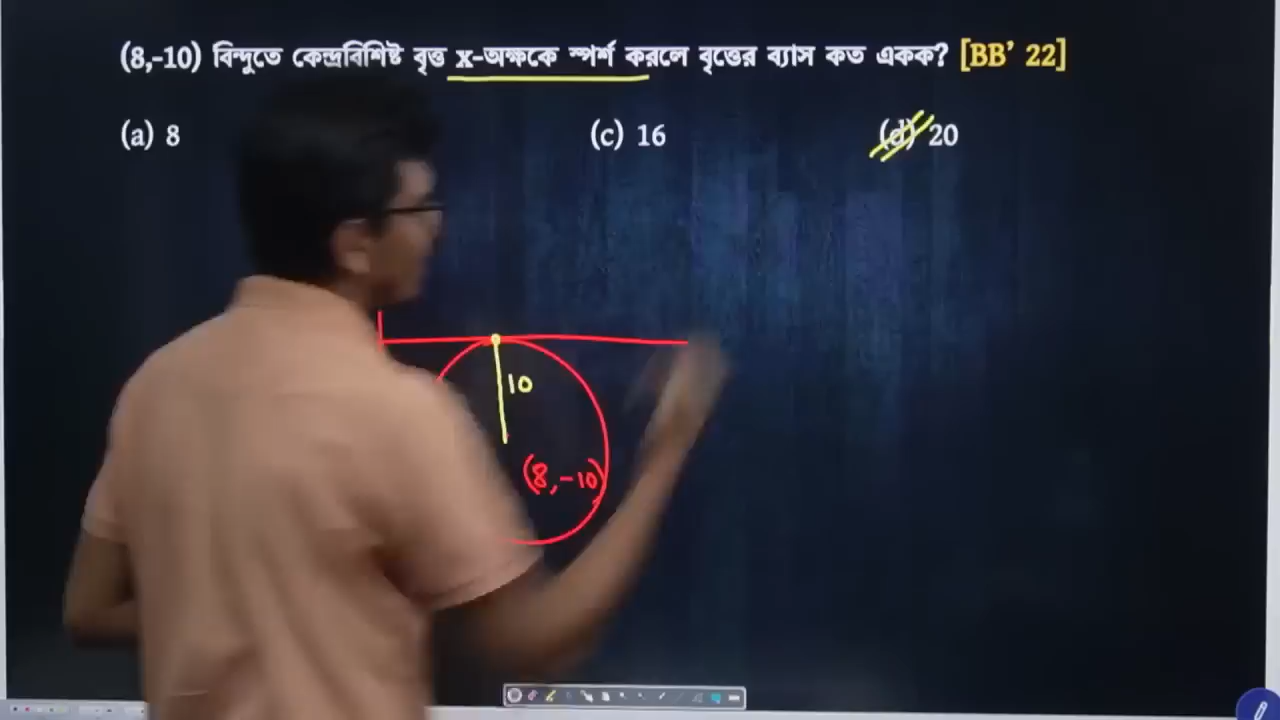 (8,-10) বিন্দুতে কেন্দ্রবিশিষ্ট বৃত্ত x-অক্ষকে স্পর্শ করলে বৃত্তের ব্যাস কত একক? [BB' 22]
(a) 8 (c) 16 (d) 20
10
(8,-10)